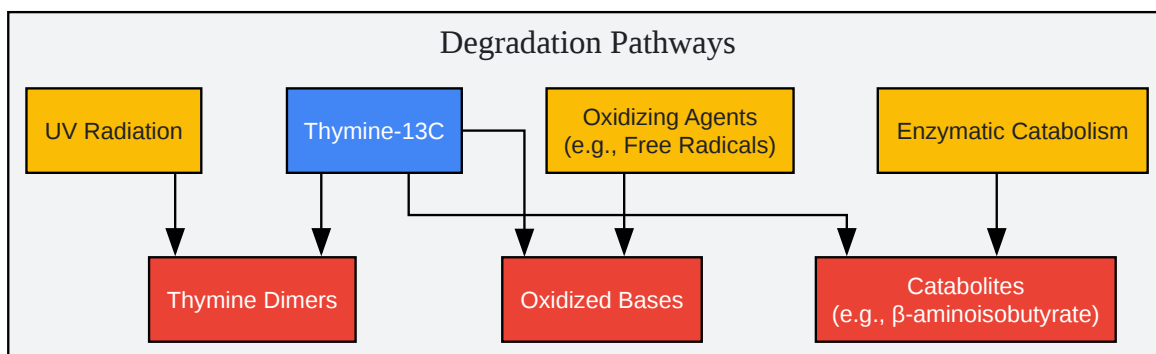 Degradation Pathways
UV Radiation
Thymine-13C
Oxidizing Agents
(e.g., Free Radicals)
Enzymatic Catabolism
Thymine Dimers
Oxidized Bases
Catabolites
(e.g., β-aminoisobutyrate)